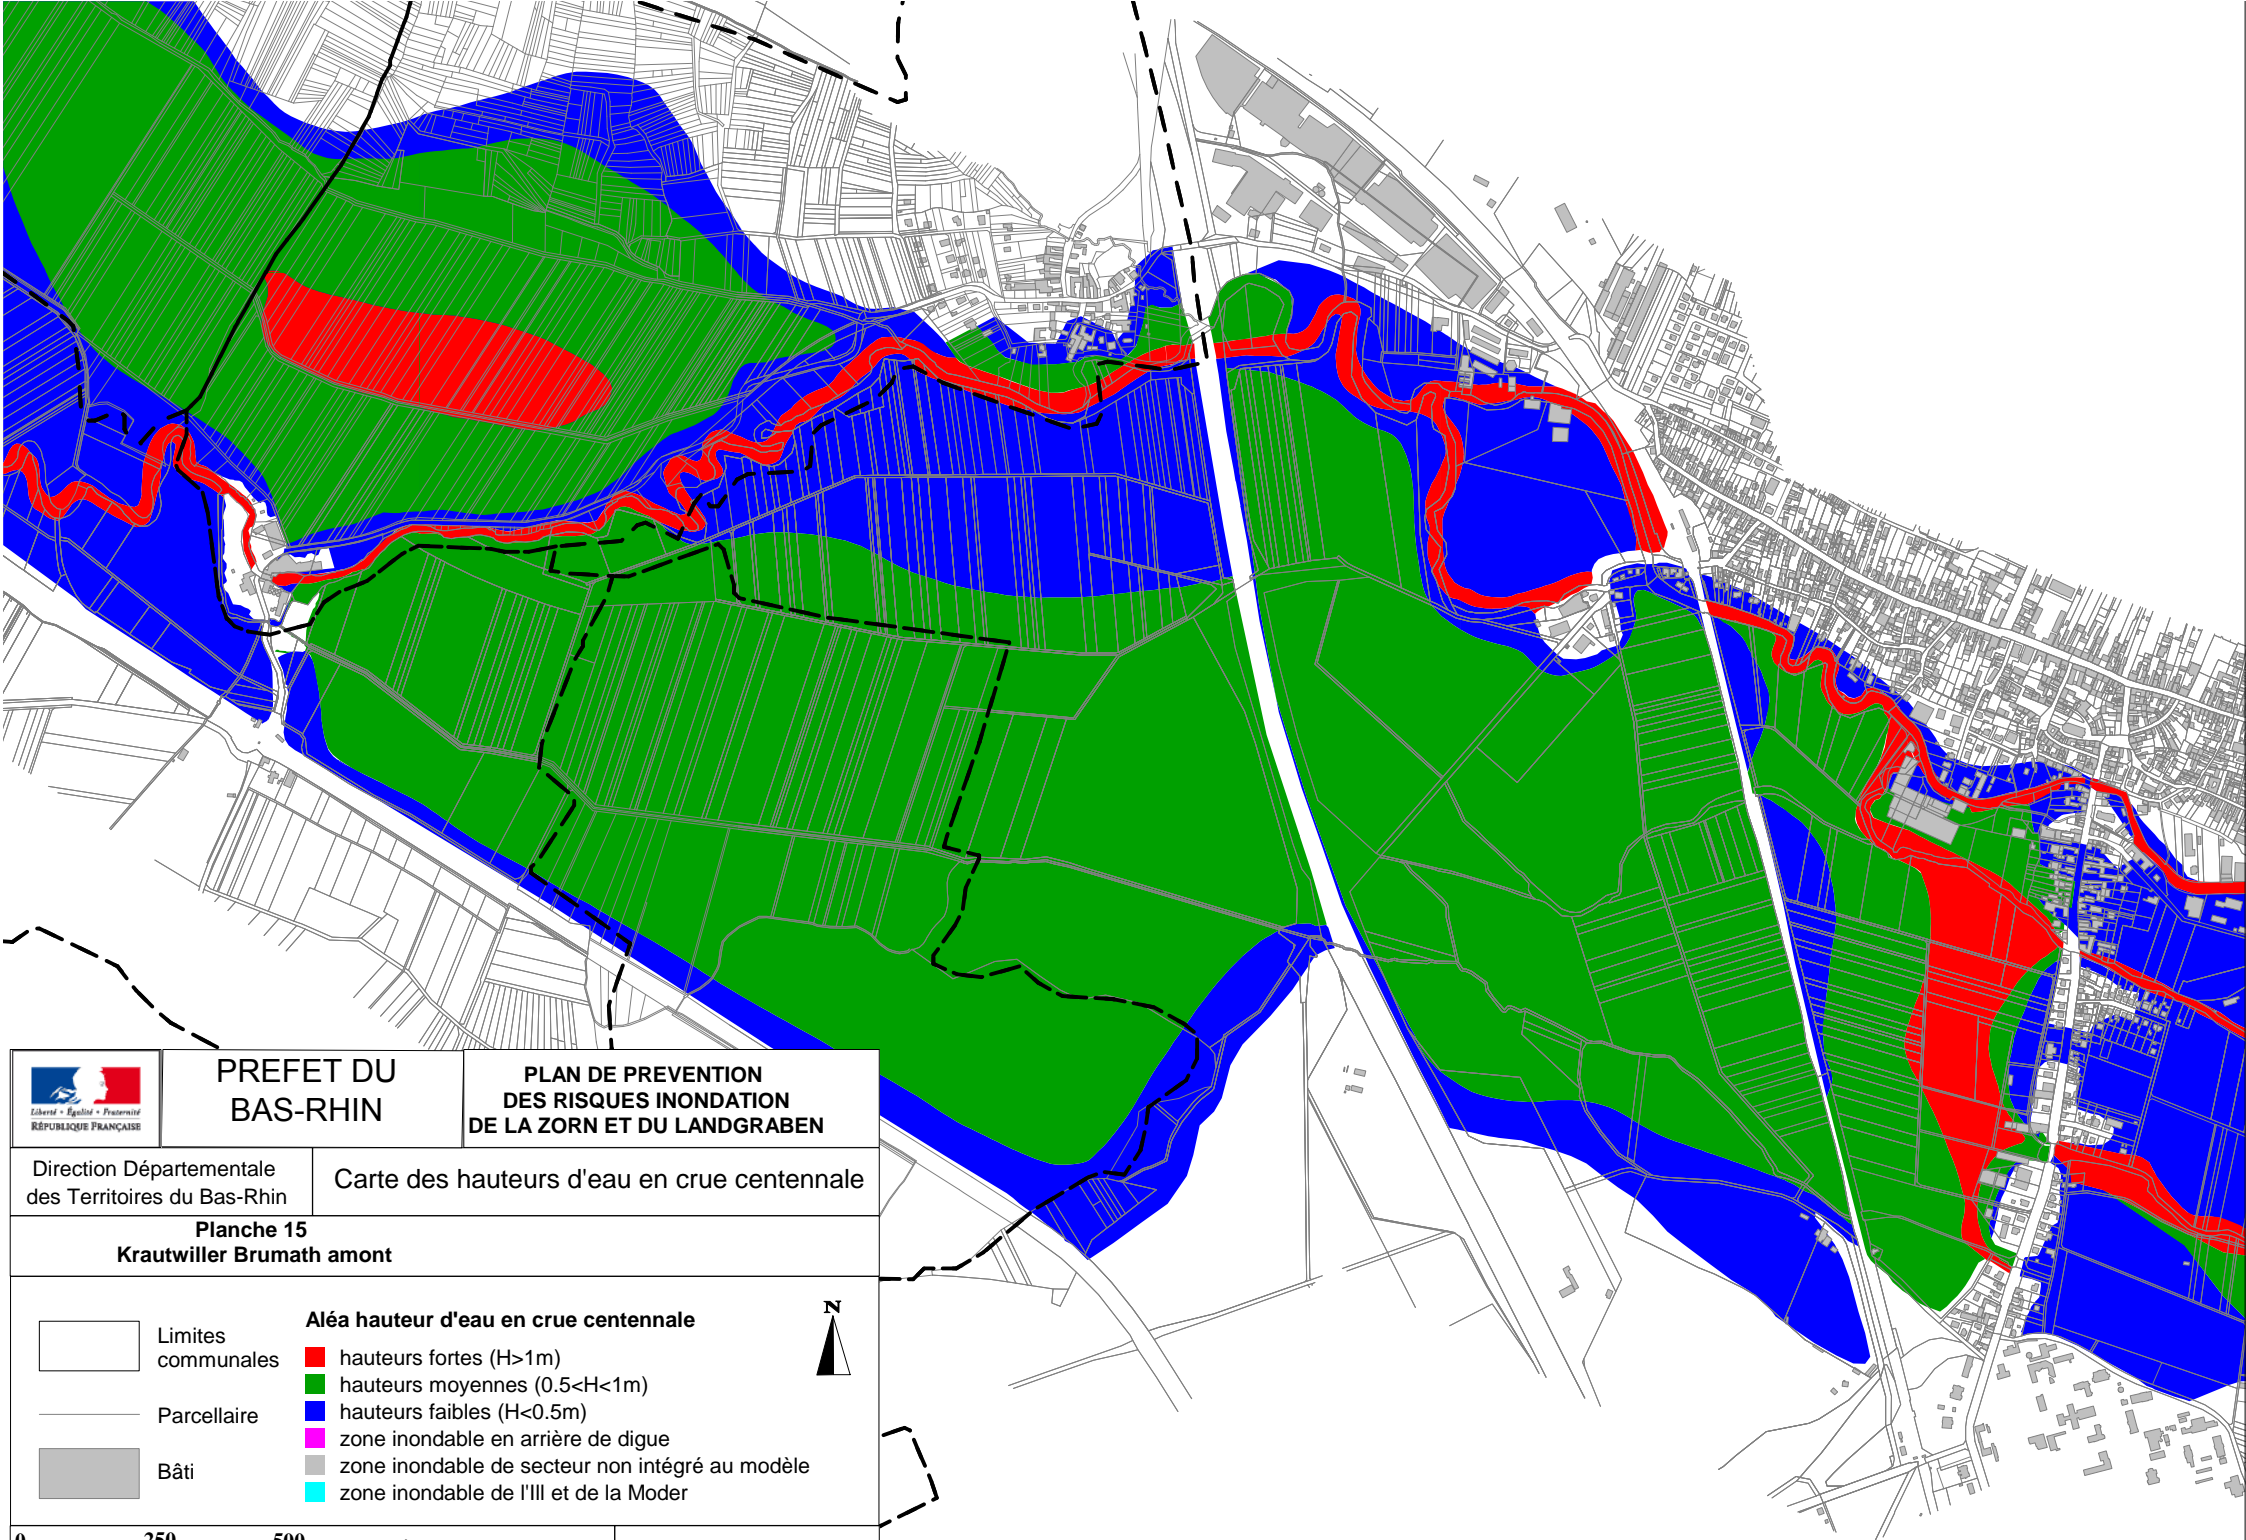 PREFET DU
BAS-RHIN
PLAN DE PREVENTION
DES RISQUES INONDATION
DE LA ZORN ET DU LANDGRABEN
Liberté • Égalité • Fraternité
RÉPUBLIQUE FRANÇAISE
Direction Départementale
des Territoires du Bas-Rhin
Carte des hauteurs d'eau en crue centennale
Planche 15
Krautwiller Brumath amont
Limites
communales
Parcellaire
Bâti
Aléa hauteur d'eau en crue centennale
hauteurs fortes (H>1m)
hauteurs moyennes (0.5<H<1m)
hauteurs faibles (H<0.5m)
zone inondable en arrière de digue
zone inondable de secteur non intégré au modèle
zone inondable de l'Ill et de la Moder
N
0 250 500